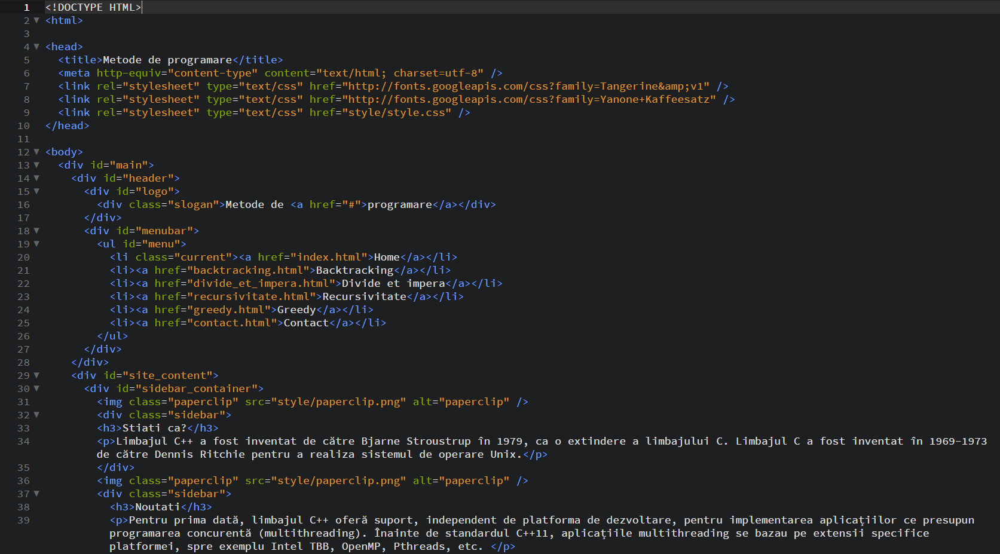 1 <!DOCTYPE HTML>
2 <html>
3
4 <head>
5 <title>Metode de programare</title>
6 <meta http-equiv="content-type" content="text/html; charset=utf-8" />
7 <link rel="stylesheet" type="text/css" href="http://fonts.googleapis.com/css?family=Tangerine&amp;v1" />
8 <link rel="stylesheet" type="text/css" href="http://fonts.googleapis.com/css?family=Yanone+Kaffeesatz" />
9 <link rel="stylesheet" type="text/css" href="style/style.css" />
10 </head>
11
12 <body>
13 <div id="main">
14 <div id="header">
15 <div id="logo">
16 <div class="slogan">Metode de <a href="#">programare</a></div>
17 </div>
18 <div id="menubar">
19 <ul id="menu">
20 <li class="current"><a href="index.html">Home</a></li>
21 <li><a href="backtracking.html">Backtracking</a></li>
22 <li><a href="divide_et_impera.html">Divide et impera</a></li>
23 <li><a href="recursivitate.html">Recursivitate</a></li>
24 <li><a href="greedy.html">Greedy</a></li>
25 <li><a href="contact.html">Contact</a></li>
26 </ul>
27 </div>
28 </div>
29 <div id="site_content">
30 <div id="sidebar_container">
31 <img class="paperclip" src="style/paperclip.png" alt="paperclip" />
32 <div class="sidebar">
33 <h3>Stiati ca?</h3>
34 <p>Limbajul C++ a fost inventat de către Bjarne Stroustrup în 1979, ca o extindere a limbajului C. Limbajul C a fost inventat în 1969-1973
de către Dennis Ritchie pentru a realiza sistemul de operare Unix.</p>
35 </div>
36 <img class="paperclip" src="style/paperclip.png" alt="paperclip" />
37 <div class="sidebar">
38 <h3>Noutati</h3>
39 <p>Pentru prima dată, limbajul C++ oferă suport, independent de platforma de dezvoltare, pentru implementarea aplicațiilor ce presupun
programarea concurentă (multithreading). Înainte de standardul C++11, aplicațiile multithreading se bazau pe extensii specifice
platformei, spre exemplu Intel TBB, OpenMP, Pthreads, etc. </p>